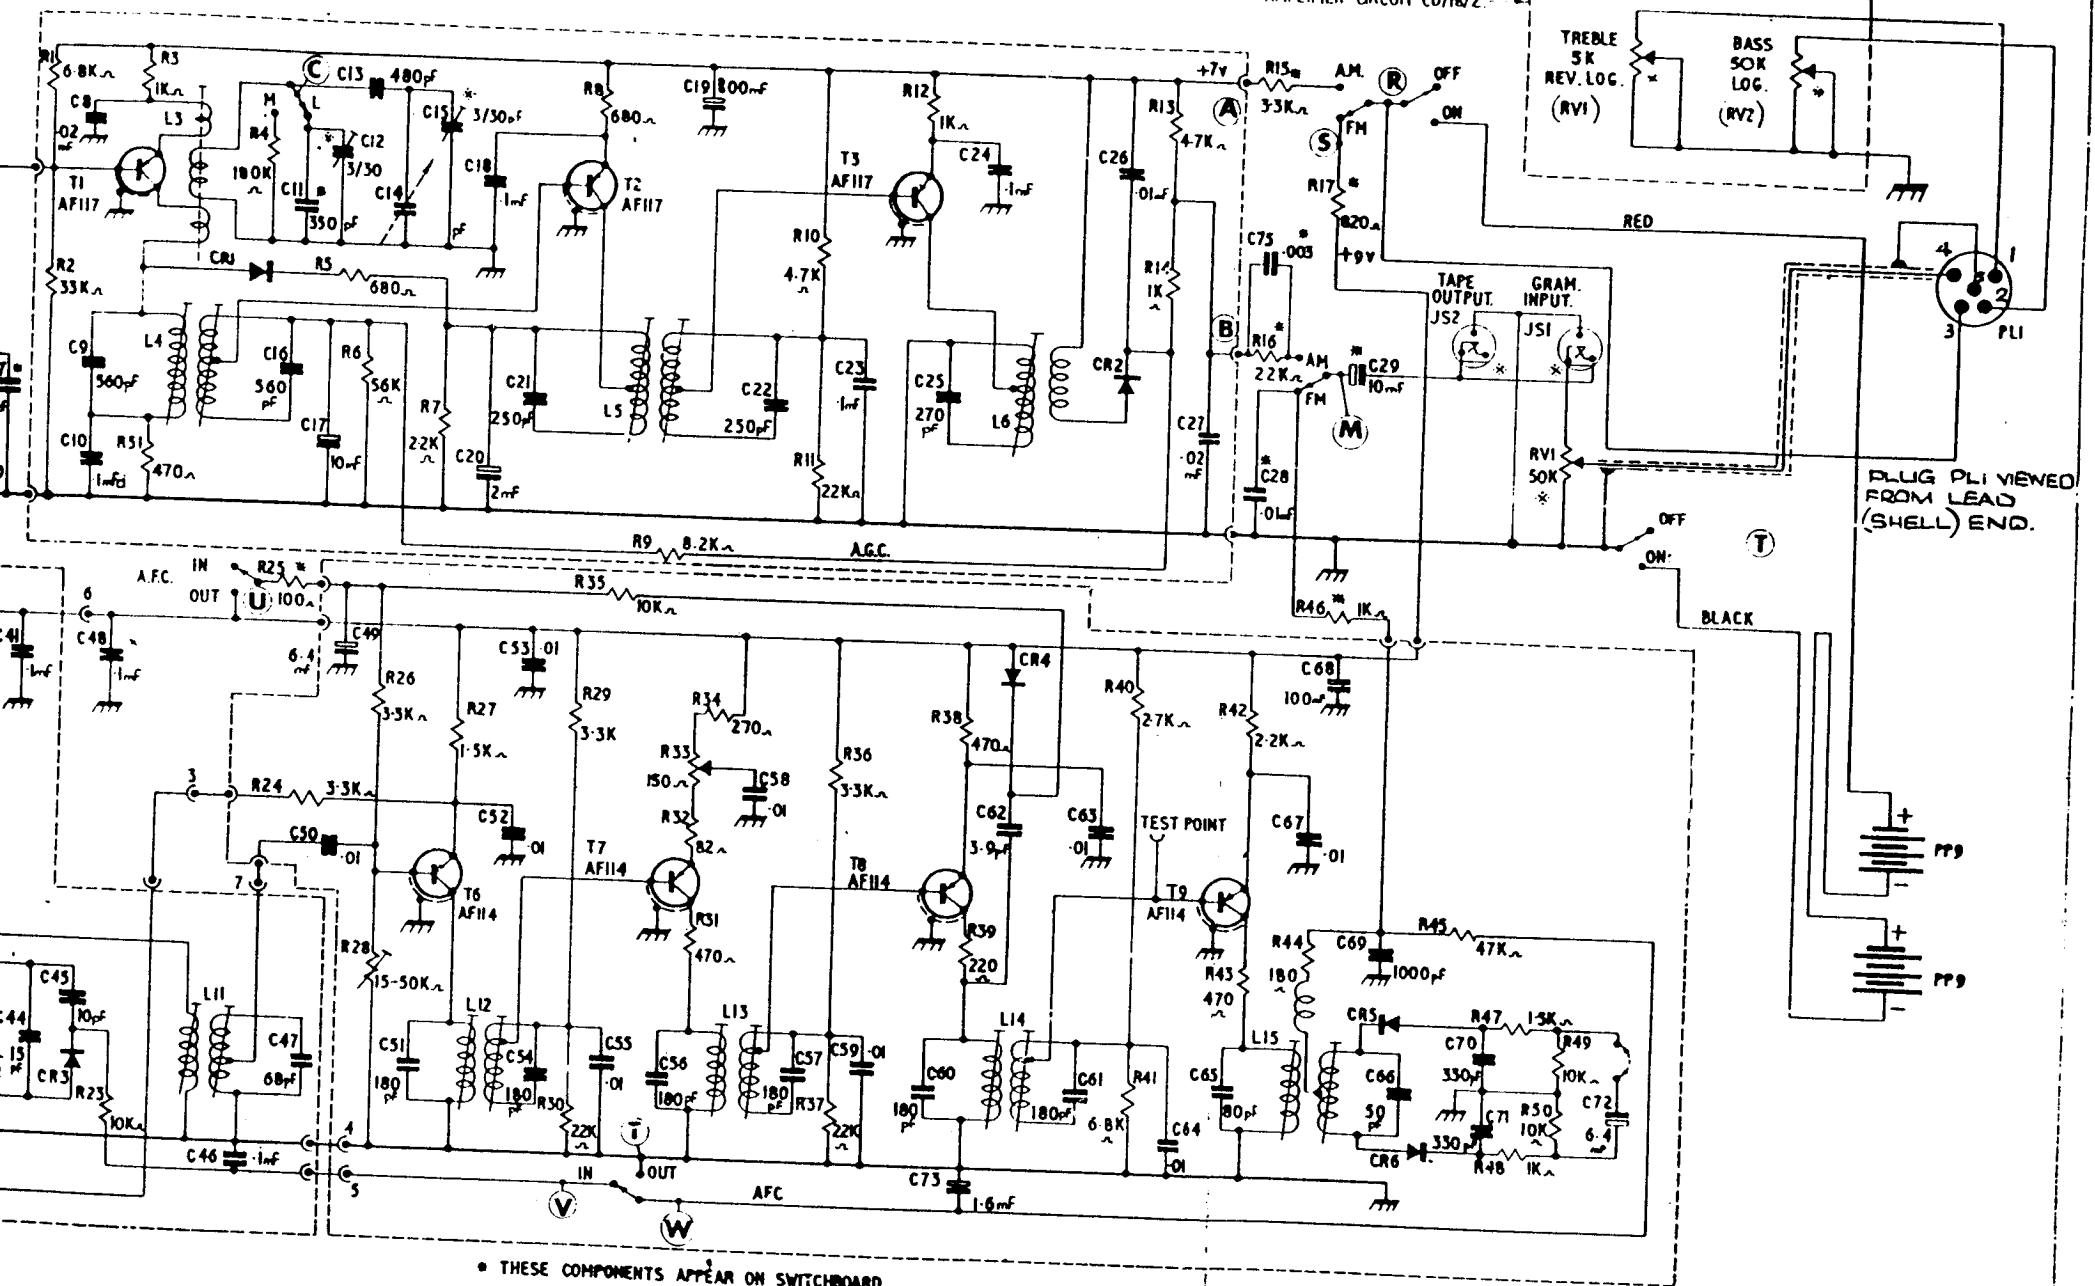 TREBLE
5K
REV. LOG.
*
(RV1)
BASS
50K
LOG.
*
(RV2)
R1
6·8K∿
R3
1K∿
C8
·02
mF
L3
M
C
L
C13
480pf
R4
180K
∿
C12
3/30
C11
350pf
C14
C15
*
3/30pf
pf
T1
AF117
R2
33K∿
CR1
R5
680∿
C18
·1mF
R8
680∿
T2
AF117
C19
T3
AF117
R12
1K∿
C24
·1mF
R10
4·7K
∿
C26
·01mF
R13
4·7K∿
R14
1K
∿
+7V
A
R15*
3·3K∿
A.M.
FM
S
R
OFF
ON
R17
*
820∿
+9V
RED
C75
*
·003
B
*
R16
22K∿
AM
FM
*
C29
10mF
M
TAPE
OUTPUT.
JS2
*
GRAM.
INPUT.
JS1
*
4
1
5
2
3
PL1
PLUG PL1 VIEWED
FROM LEAD
(SHELL) END.
RV1
50K
C9
560pf
L4
C16
560
pf
C10
·1mfd
R51
470∿
C17
10mF
R6
56K
∿
R7
22K
∿
C20
2mF
C21
250pf
L5
C22
250pf
C23
·1mF
R11
22K∿
C25
270
pf
L6
CR2
C27
·02
mF
*
C28
·01mF
R9
8.2K∿
A.G.C.
OFF
ON·
T
A.F.C.
IN
OUT
R25
*
100∿
U
6
C41
·1mF
C48
·1mF
C49
6·4
mF
R35
10K∿
R46
*
1K∿
BLACK
C53
·01
R26
3·3K∿
R27
1·5K∿
R29
3·3K
R34
270∿
R33
150∿
C58
·01
R32
82∿
R36
3·3K∿
R38
470∿
CR4
C62
3·9pf
C63
·01
R40
2·7K∿
R42
2·2K∿
C68
100mF
C67
·01
TEST POINT
3
R24
3·3K∿
C50
·01
C52
·01
7
T6
AF114
T7
AF114
T8
AF114
T9
AF114
R31
470∿
R39
220
∿
R28
15-50K∿
R43
470
∿
R44
180
∿
C69
1000pf
R45
47K∿
+
PP9
-
+
PP9
-
C45
10pf
C44
15
pf
CR3
R23
10K∿
L11
C47
68pf
C46
·1mF
4
5
C51
180
pf
L12
C54
180
pf
C55
·01
R30
22K
∿
C56
180pf
L13
C57
180
pf
C59
·01
R37
22K
∿
C60
180
pf
L14
C61
180pf
R41
6·8K
∿
C64
·01
C65
80pf
L15
C66
50
pf
CR5
CR6
R47
1·5K∿
C70
330pf
R49
10K∿
C71
330pf
R50
10K
∿
R48
1K∿
C72
6·4
mF
IN
OUT
V
W
AFC
C73
1·6mF
* THESE COMPONENTS APPEAR ON SWITCHBOARD